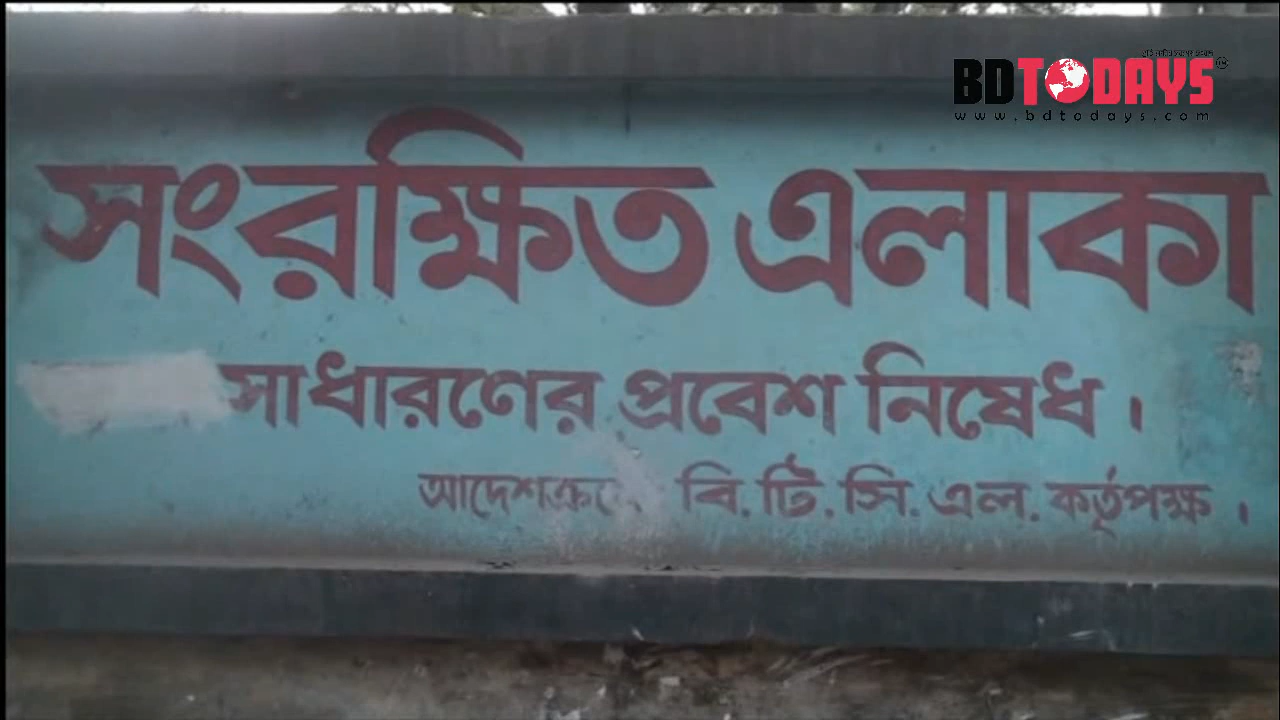 BDTODAYS
www.bdtodays.com
সংরক্ষিত এলাকা
সাধারণের প্রবেশ নিষেধ।
আদেশক্রমে বি.টি.সি.এল. কর্তৃপক্ষ।